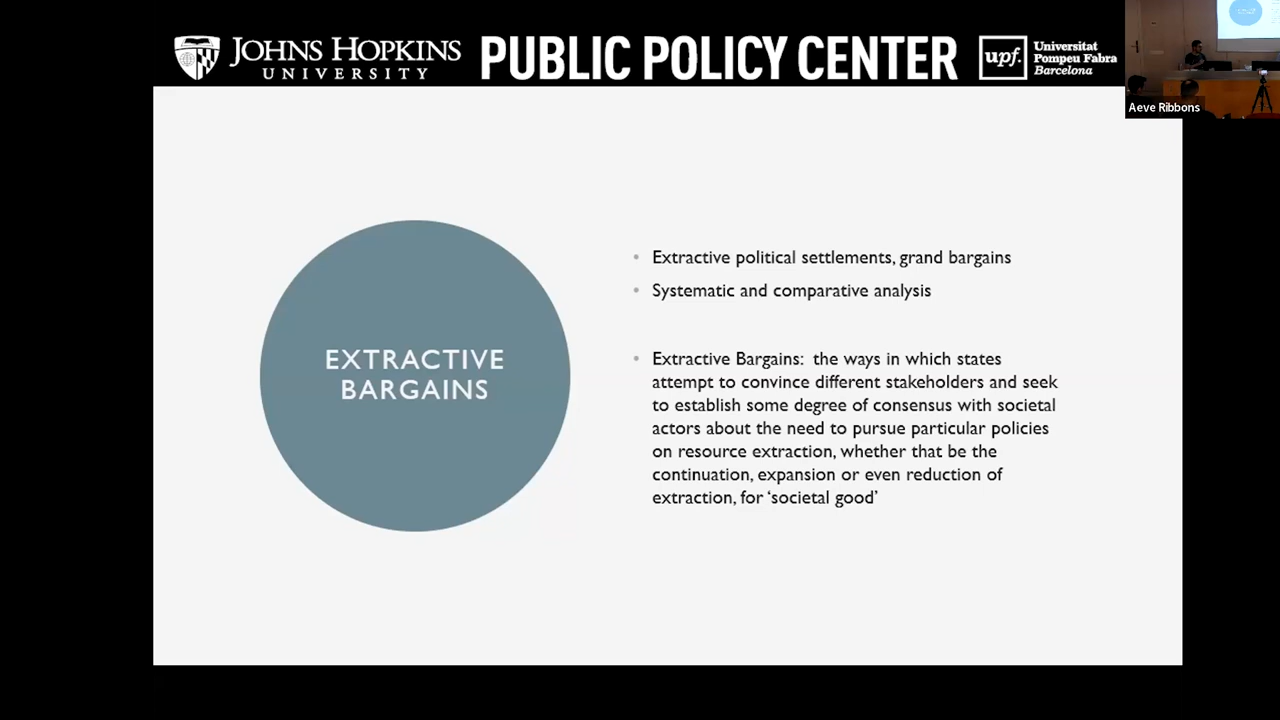 JOHNS HOPKINS
UNIVERSITY
PUBLIC POLICY CENTER
upf.
Universitat
Pompeu Fabra
Barcelona
Aeve Ribbons
EXTRACTIVE
BARGAINS
• Extractive political settlements, grand bargains
• Systematic and comparative analysis
• Extractive Bargains:  the ways in which states
attempt to convince different stakeholders and seek
to establish some degree of consensus with societal
actors about the need to pursue particular policies
on resource extraction, whether that be the
continuation, expansion or even reduction of
extraction, for ‘societal good’